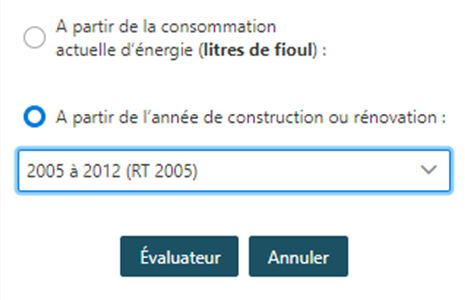 A partir de la consommation
actuelle d’énergie (litres de fioul) :
A partir de l’année de construction ou rénovation :
2005 à 2012 (RT 2005)
Évaluateur Annuler